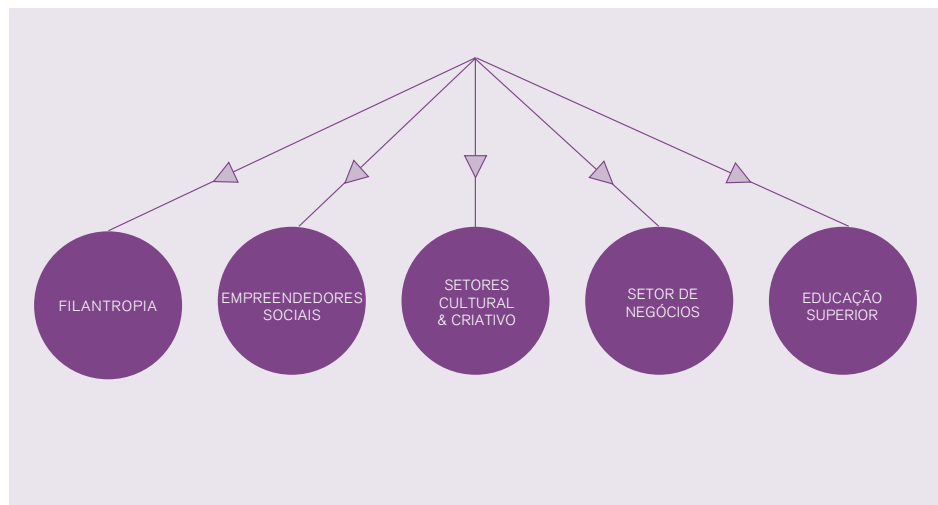 FILANTROPIA
EMPREENDEDORES
SOCIAIS
SETORES
CULTURAL
& CRIATIVO
SETOR DE
NEGÓCIOS
EDUCAÇÃO
SUPERIOR